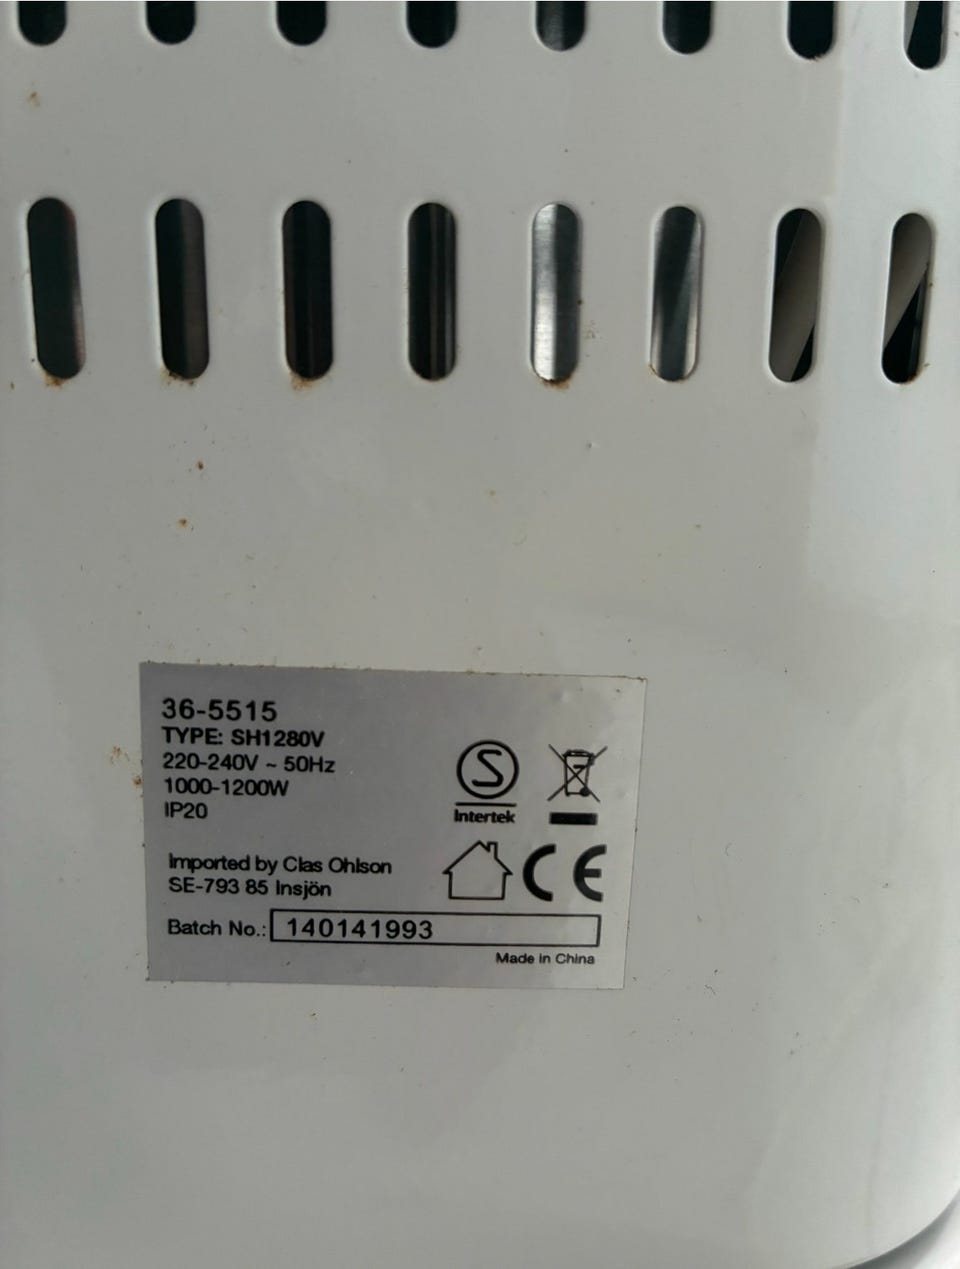 36-5515
TYPE: SH1280V
220-240V ~ 50Hz
1000-1200W
IP20
S
Intertek
Imported by Clas Ohlson
SE-793 85 Insjön
CE
Batch No.: 140141993
Made in China